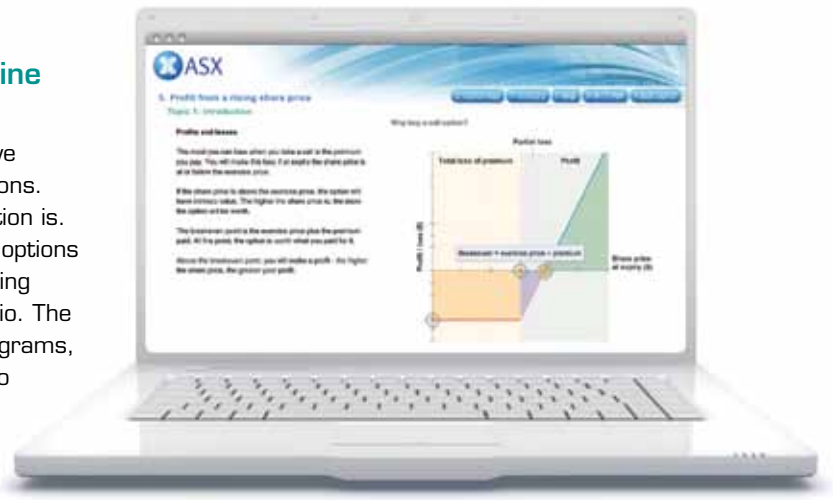 ine
ve
ons.
tion is.
options
ing
io. The
grams,
o
ASX
5. Profit from a rising share price
Topic 1: Introduction
Profits and losses
The most you can lose when you take a call is the premium
you pay. You will make this loss if at expiry the share price is
at or below the exercise price.
If the share price is above the exercise price, the option will
have intrinsic value. The higher the share price is, the more
the option will be worth.
The breakeven point is the exercise price plus the premium
paid. At this point, the option is worth what you paid for it.
Above the breakeven point, you will make a profit - the higher
the share price, the greater your profit.
Why buy a call option?
Partial loss
Total loss of premium
Profit
Profit / loss ($)
Breakeven = exercise price + premium
Share price
at expiry ($)